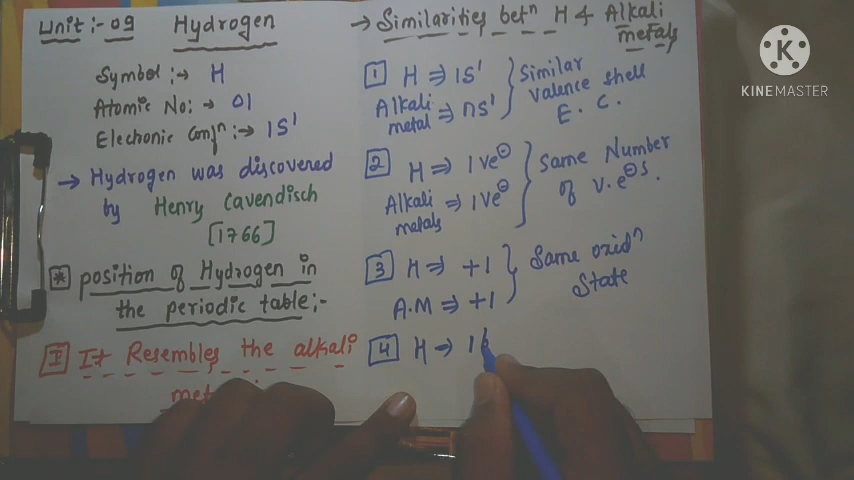 Unit:- 09 Hydrogen
Symbol :→ H
Atomic No: → 01
Electronic Confⁿ :→ 1S¹
→ Hydrogen was discovered
by Henry Cavendisch
[1766]
* position of Hydrogen in
the periodic table:-
I It Resembles the alkali
→ Similarities betⁿ H & Alkali
metals
1 H ⇒ 1S¹
Alkali
metal ⇒ nS¹
Similar
valence shell
E. C.
2 H ⇒ 1 ve⊖
Alkali
metals ⇒ 1 Ve⊖
Same Number
of v. e⊖s.
3 H ⇒ +1
A.M ⇒ +1
Same oxidⁿ
State
4 H → 1
K
KINEMASTER